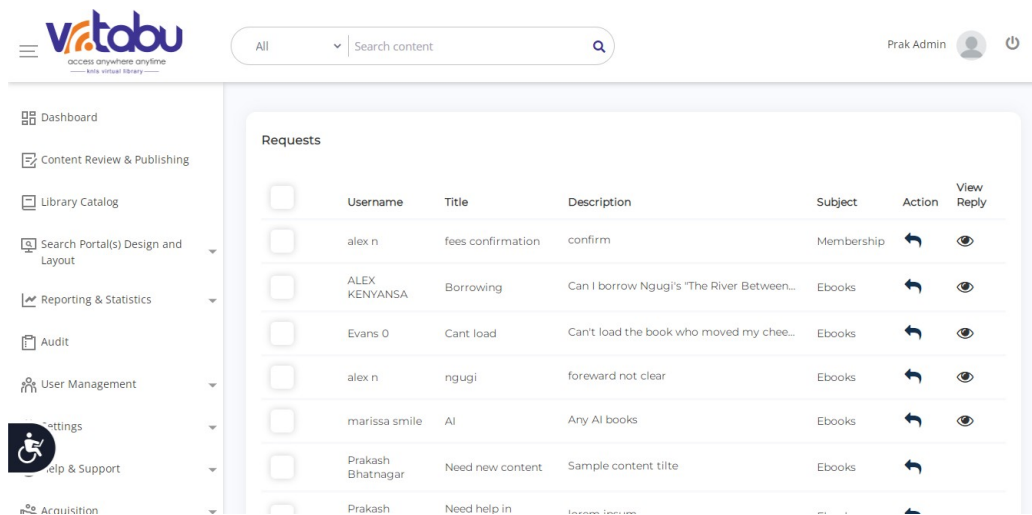 vtabu
access anywhere anytime
knls virtual library
All
Search content
Prak Admin
Dashboard
Content Review & Publishing
Library Catalog
Search Portal(s) Design and
Layout
Reporting & Statistics
Audit
User Management
Settings
Help & Support
Acquisition
Requests
Username Title Description Subject Action View Reply
alex n fees confirmation confirm Membership
ALEX KENYANSA Borrowing Can I borrow Ngugi's "The River Between... Ebooks
Evans 0 Cant load Can't load the book who moved my chee... Ebooks
alex n ngugi foreward not clear Ebooks
marissa smile AI Any AI books Ebooks
Prakash Bhatnagar Need new content Sample content tilte Ebooks
Prakash Need help in lorem ipsum Ebooks